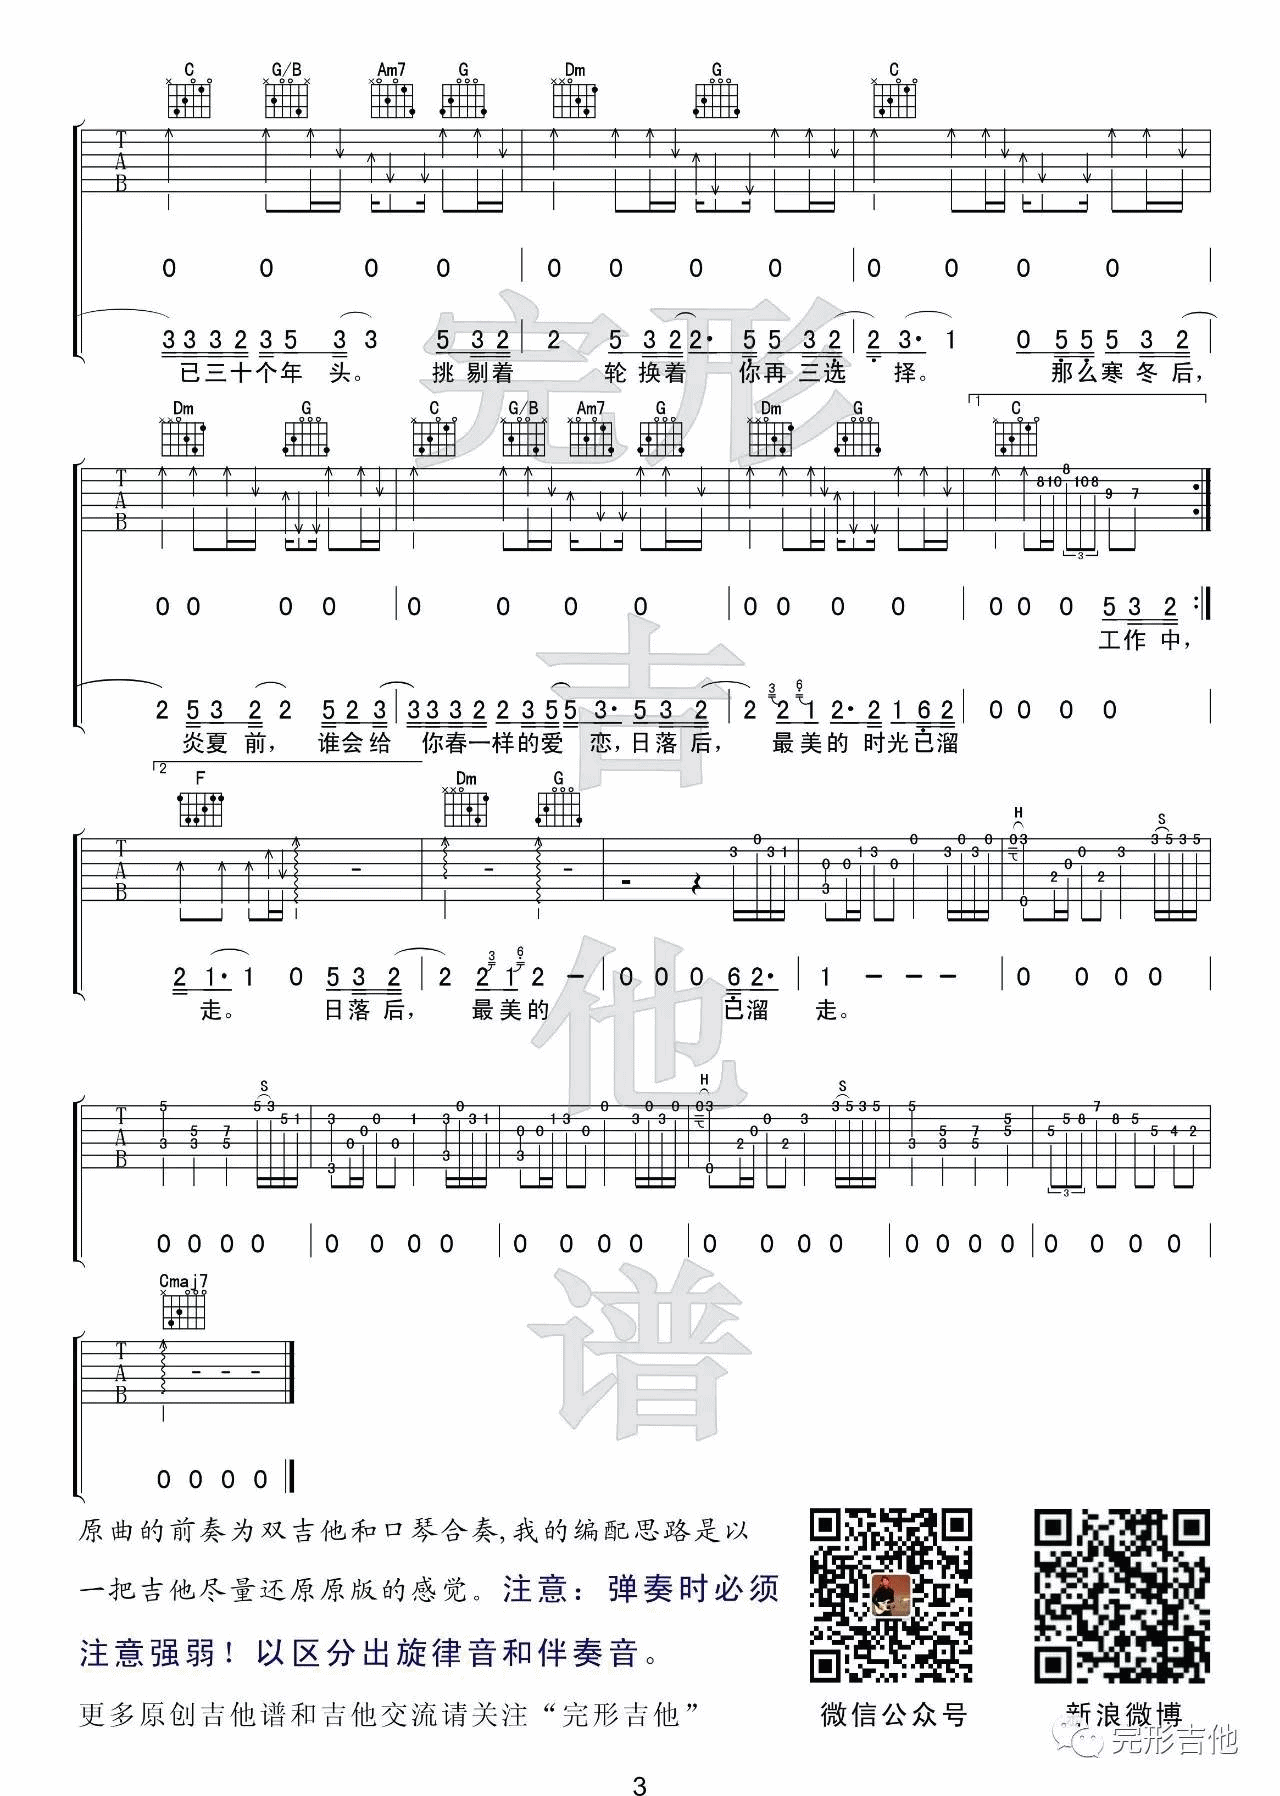 C G/B Am7 G Dm G C
T A B
0 0 0 0 0 0 0 0 0 0 0 0
3 3 3 2 3 5 3 3 5 3 2 2 5 3 2 2· 5 5 3 2 2 3· 1 0 5 5 5 3 2
已三十个年 头。 挑剔着 轮换着 你再三选 择。 那么寒冬后，
Dm G C G/B Am7 G Dm G 1 C
T A B 8 10 8 10 8 9 7
3
0 0 0 0 0 0 0 0 0 0 0 0 0 0 0 5 3 2
工作中，
2 5 3 2 2 5 2 3 3 3 3 2 2 3 5 5 3· 5 3 2 2 3 2 6 1 2· 2 1 6 2 0 0 0 0
炎夏前， 谁会给 你春一样的爱 恋，日落后， 最美的 时光已溜
2 F Dm G H S
T A B 3 0 3 1 0 3 0 1 3 0 0 3 0 3 0 0 3 0 2 0 0 2 3 3 5 3 5
2 1· 1 0 5 3 2 2 3 2 6 1 2 - 0 0 0 6 2· 1 - - - 0 0 0 0
走。 日落后， 最美的 已溜 走。
S H S
T A B 5 3 5 3 7 5 5 3 5 1 3 3 0 0 0 1 3 3 0 3 1 0 3 0 1 3 0 0 3 0 3 0 0 3 0 2 0 0 2 3 3 5 3 5 5 3 5 3 7 5 5 5 5 5 8 7 8 5 5 4 2
3
0 0 0 0 0 0 0 0 0 0 0 0 0 0 0 0 0 0 0 0 0 0 0 0
Cmaj7
T A B - - -
0 0 0 0
原曲的前奏为双吉他和口琴合奏,我的编配思路是以
一把吉他尽量还原原版的感觉。注意：弹奏时必须
注意强弱！以区分出旋律音和伴奏音。
更多原创吉他谱和吉他交流请关注“完形吉他”
微信公众号
新浪微博
完形吉他
3
完形吉他谱